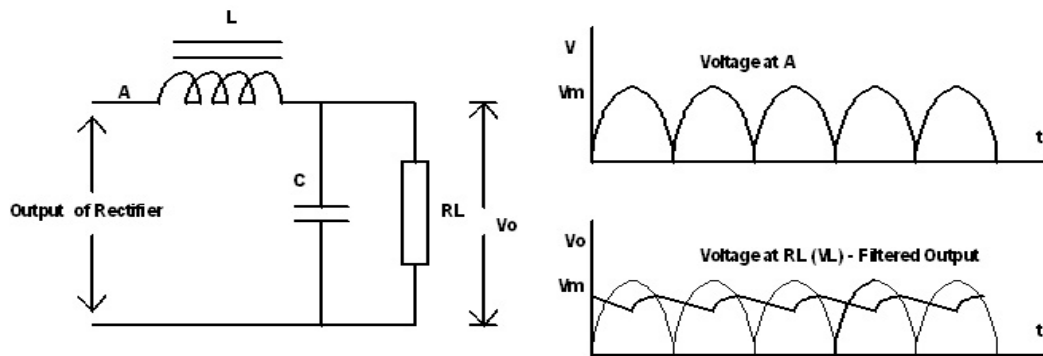 L
A
C
Output of Rectifier
RL
Vo
V
Voltage at A
Vm
t
Vo
Voltage at RL (VL) - Filtered Output
Vm
t